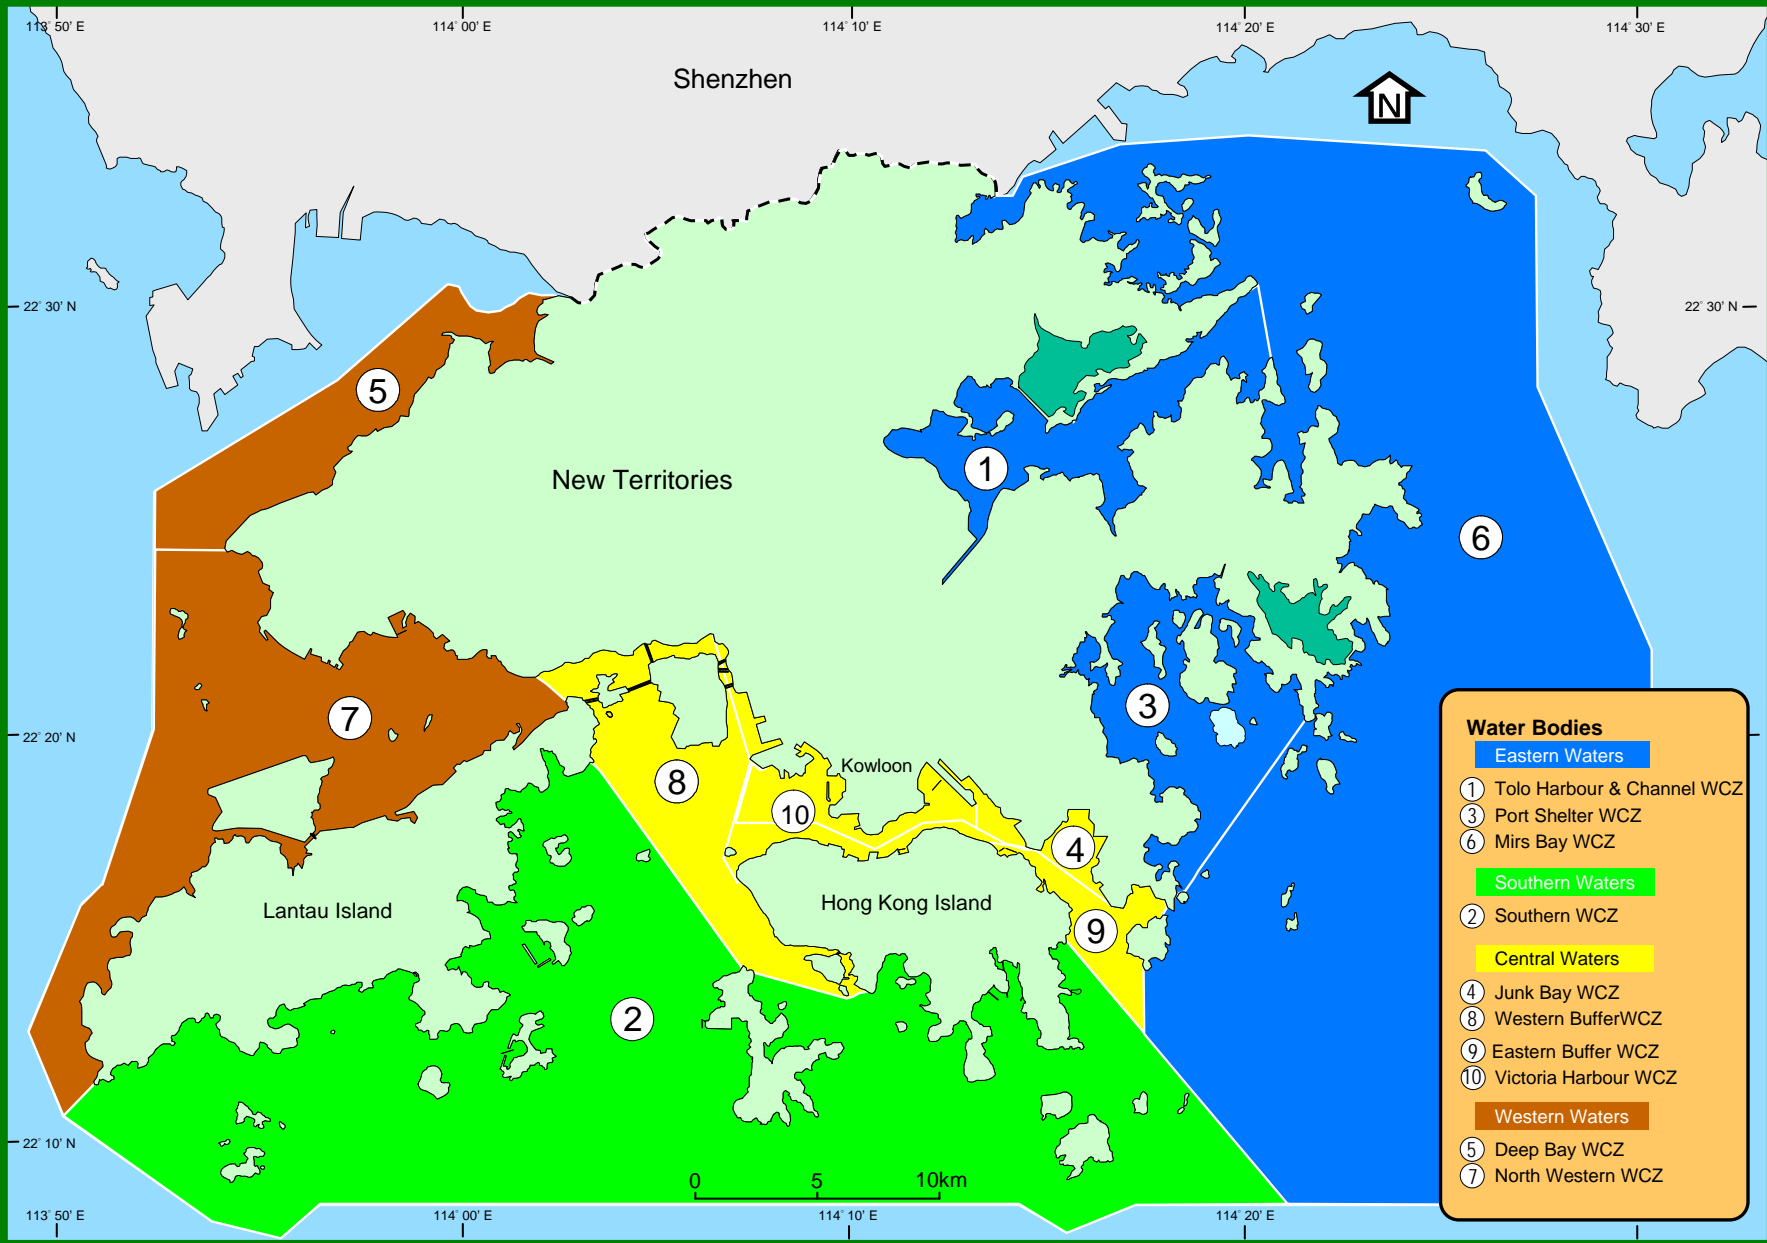 113° 50' E
114° 00' E
114° 10' E
114° 20' E
114° 30' E
Shenzhen
N
22° 30' N
22° 30' N
5
New Territories
1
6
3
7
22° 20' N
8
Kowloon
10
4
Lantau Island
Hong Kong Island
9
2
22° 10' N
0 5 10km
113° 50' E
114° 00' E
114° 10' E
114° 20' E
Water Bodies
Eastern Waters
1 Tolo Harbour & Channel WCZ
3 Port Shelter WCZ
6 Mirs Bay WCZ
Southern Waters
2 Southern WCZ
Central Waters
4 Junk Bay WCZ
8 Western BufferWCZ
9 Eastern Buffer WCZ
10 Victoria Harbour WCZ
Western Waters
5 Deep Bay WCZ
7 North Western WCZ